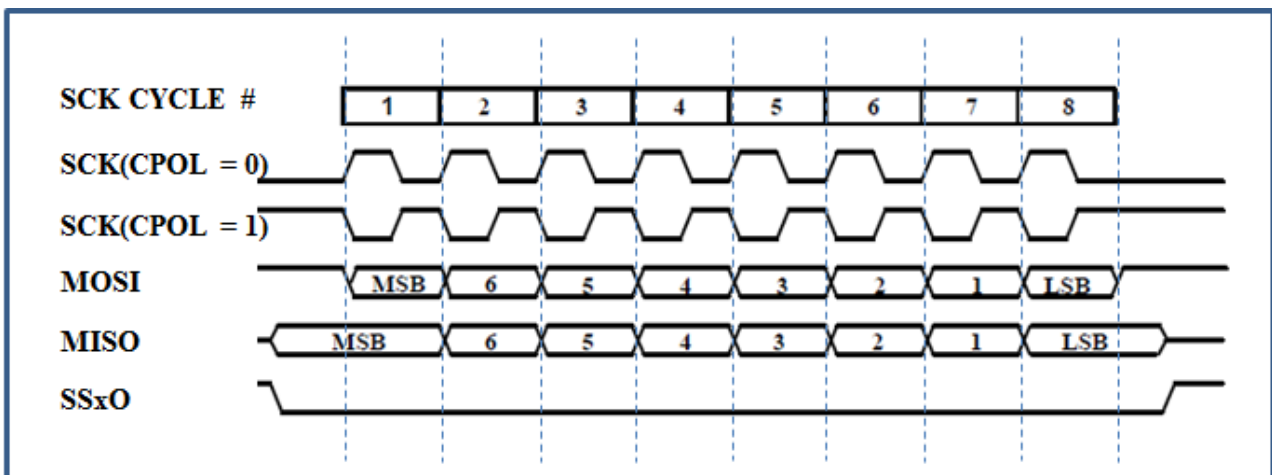 SCK CYCLE # 1 2 3 4 5 6 7 8
SCK(CPOL = 0)
SCK(CPOL = 1)
MOSI MSB 6 5 4 3 2 1 LSB
MISO MSB 6 5 4 3 2 1 LSB
SSxO